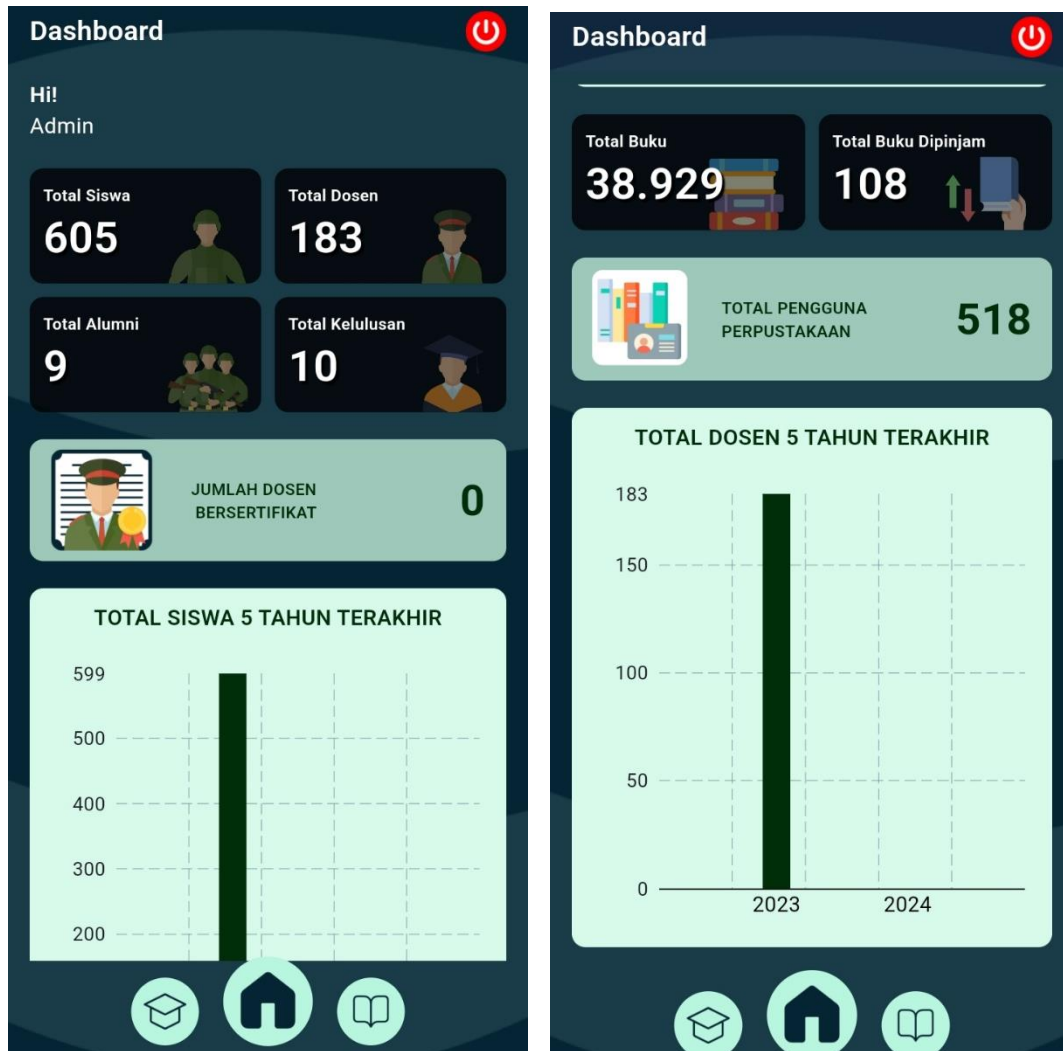 Dashboard
Hi!
Admin
Total Siswa
605
Total Dosen
183
Total Alumni
9
Total Kelulusan
10
JUMLAH DOSEN
BERSERTIFIKAT
0
TOTAL SISWA 5 TAHUN TERAKHIR
599
500
400
300
200
Dashboard
Total Buku
38.929
Total Buku Dipinjam
108
TOTAL PENGGUNA
PERPUSTAKAAN
518
TOTAL DOSEN 5 TAHUN TERAKHIR
183
150
100
50
0
2023 2024